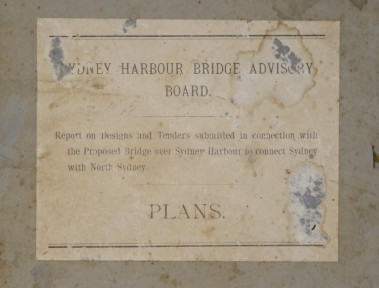 SYDNEY HARBOUR BRIDGE ADVISORY
BOARD.
Report on Designs and Tenders submitted in connection with
the Proposed Bridge over Sydney Harbour to connect Sydney
with North Sydney.
PLANS.